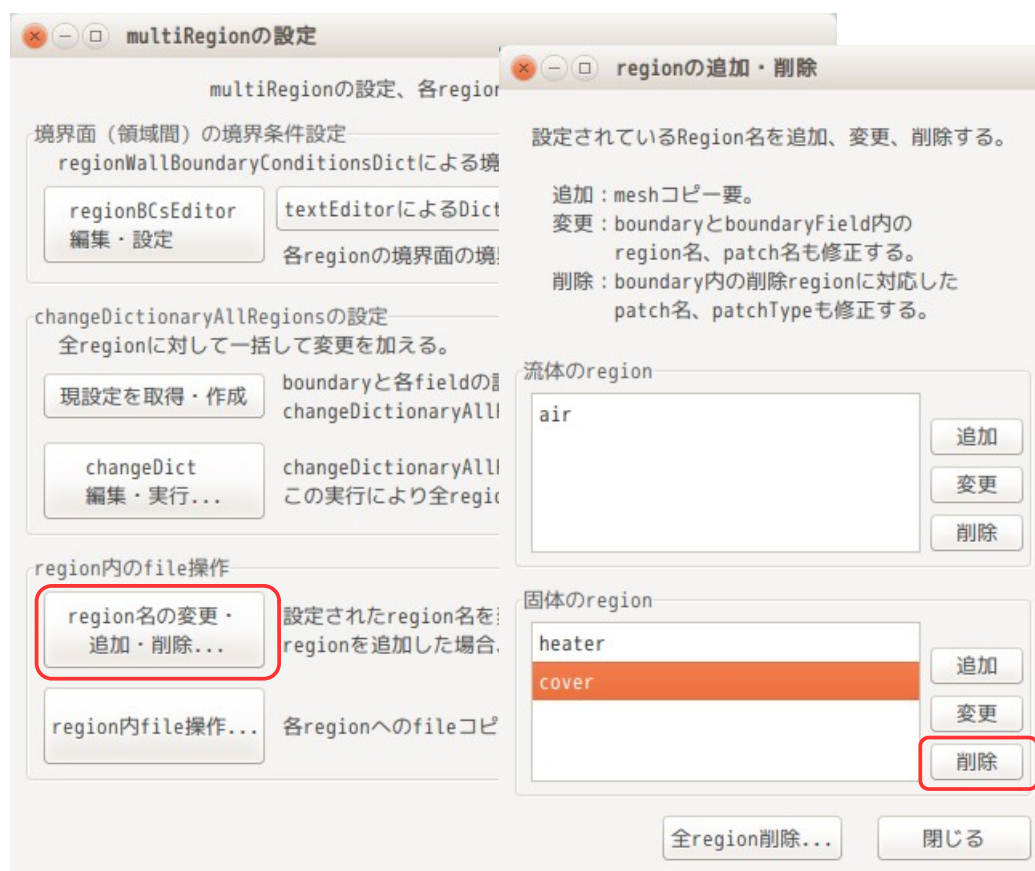 multiRegionの設定
multiRegionの設定、各region
境界面（領域間）の境界条件設定
regionWallBoundaryConditionsDictによる境
regionBCsEditor
編集・設定
textEditorによるDict
各regionの境界面の境
changeDictionaryAllRegionsの設定
全regionに対して一括して変更を加える。
現設定を取得・作成
boundaryと各fieldの
changeDictionaryAll
changeDict
編集・実行...
changeDictionaryAll
この実行により全regio
region内のfile操作
region名の変更・
追加・削除...
設定されたregion名を
regionを追加した場合、
region内file操作...
各regionへのfileコピ
regionの追加・削除
設定されているRegion名を追加、変更、削除する。
追加：meshコピー要。
変更：boundaryとboundaryField内の
region名、patch名も修正する。
削除：boundary内の削除regionに対応した
patch名、patchTypeも修正する。
流体のregion
air
追加
変更
削除
固体のregion
heater
cover
追加
変更
削除
全region削除...
閉じる